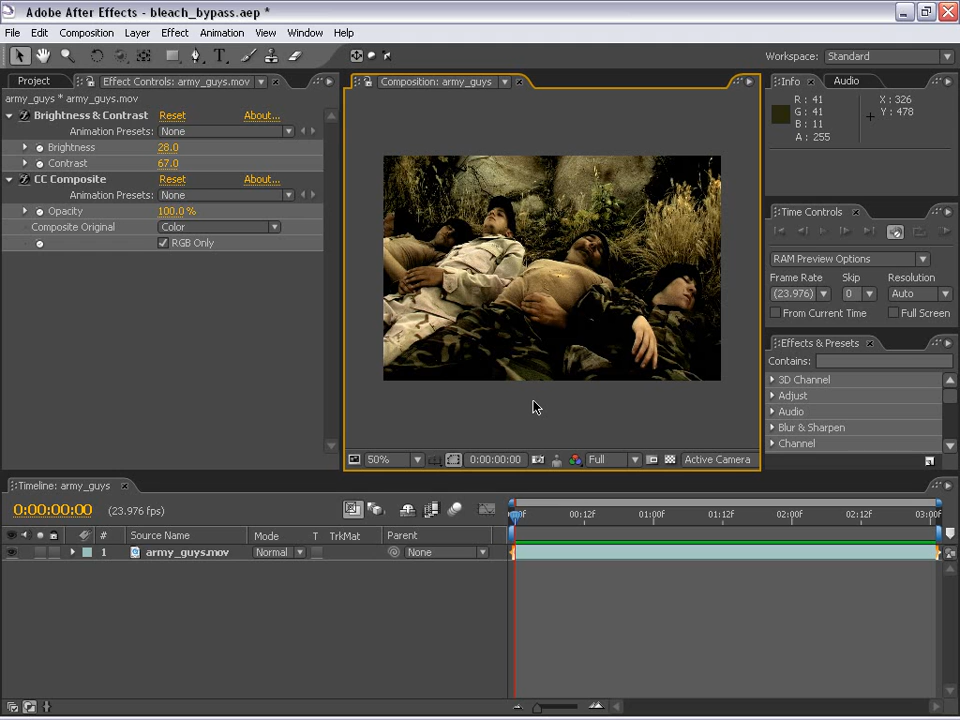 Adobe After Effects - bleach_bypass.aep *
File Edit Composition Layer Effect Animation View Window Help
Workspace: Standard
Project Effect Controls: army_guys.mov
army_guys * army_guys.mov
Brightness & Contrast Reset About...
Animation Presets: None
Brightness 28.0
Contrast 67.0
CC Composite Reset About...
Animation Presets: None
Opacity 100.0 %
Composite Original Color
RGB Only
Composition: army_guys
50% 0:00:00:00 Full Active Camera
Info Audio
R : 41 X : 326
G : 41 Y : 478
B : 11
A : 255
Time Controls
RAM Preview Options
Frame Rate Skip Resolution
(23.976) 0 Auto
From Current Time Full Screen
Effects & Presets
Contains:
3D Channel
Adjust
Audio
Blur & Sharpen
Channel
Timeline: army_guys
0:00:00:00 (23.976 fps)
# Source Name Mode T TrkMat Parent
00:12F 01:00F 01:12F 02:00F 02:12F 03:00F
1 army_guys.mov Normal None